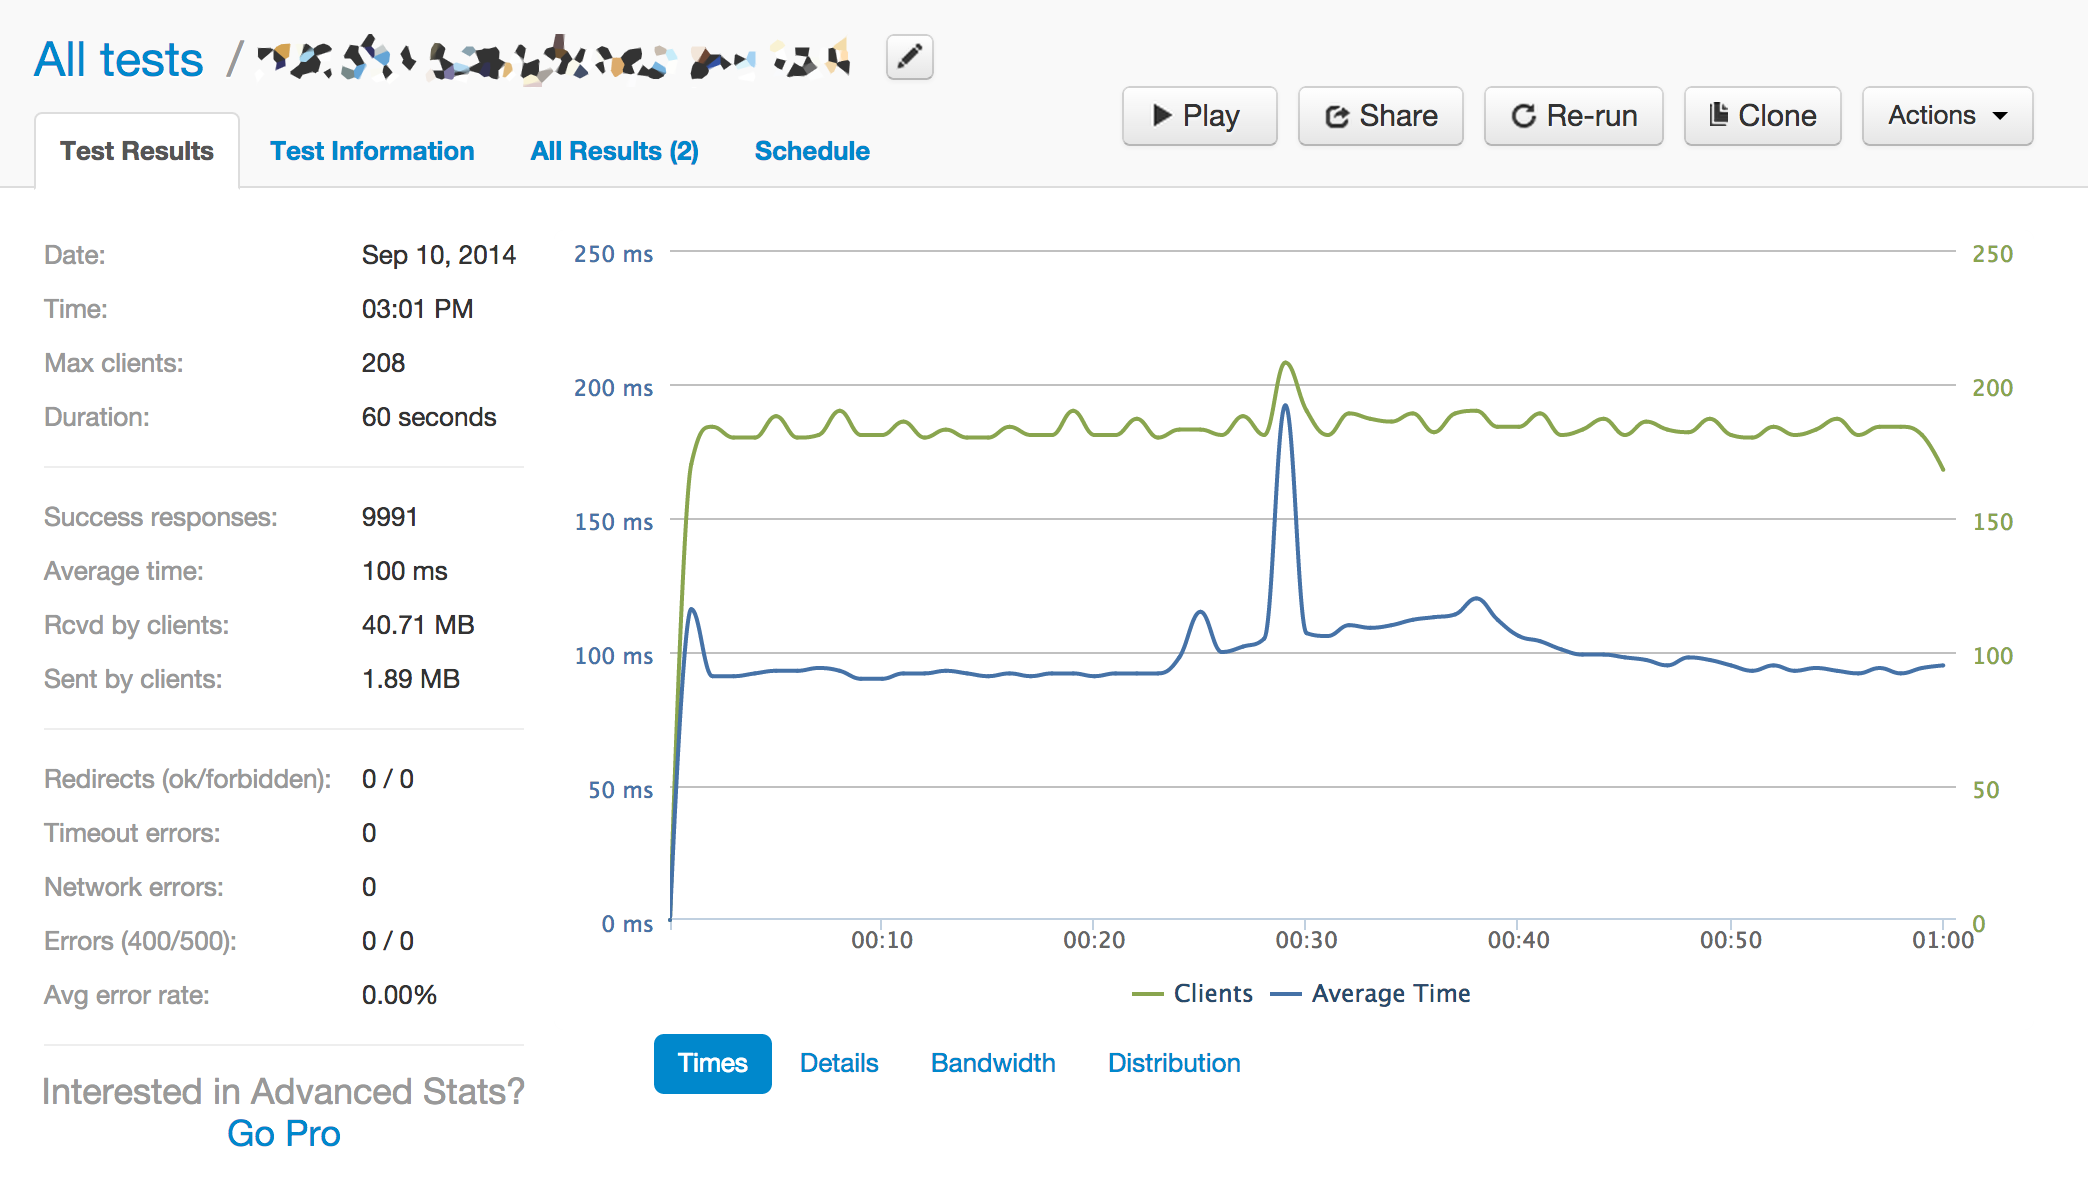 All tests /
Play Share Re-run Clone Actions
Test Results Test Information All Results (2) Schedule
Date: Sep 10, 2014
Time: 03:01 PM
Max clients: 208
Duration: 60 seconds
Success responses: 9991
Average time: 100 ms
Rcvd by clients: 40.71 MB
Sent by clients: 1.89 MB
Redirects (ok/forbidden): 0 / 0
Timeout errors: 0
Network errors: 0
Errors (400/500): 0 / 0
Avg error rate: 0.00%
Interested in Advanced Stats?
Go Pro
250 ms 250
200 ms 200
150 ms 150
100 ms 100
50 ms 50
0 ms 0
00:10 00:20 00:30 00:40 00:50 01:00
Clients Average Time
Times Details Bandwidth Distribution